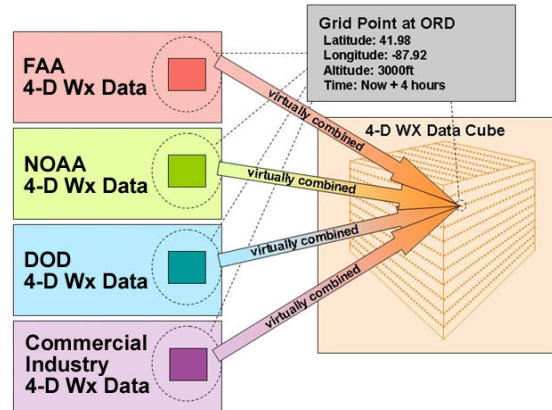 Grid Point at ORD
Latitude: 41.98
Longitude: -87.92
Altitude: 3000ft
Time: Now + 4 hours
FAA
4-D Wx Data
NOAA
4-D Wx Data
DOD
4-D Wx Data
Commercial
Industry
4-D Wx Data
virtually combined
virtually combined
virtually combined
virtually combined
4-D WX Data Cube